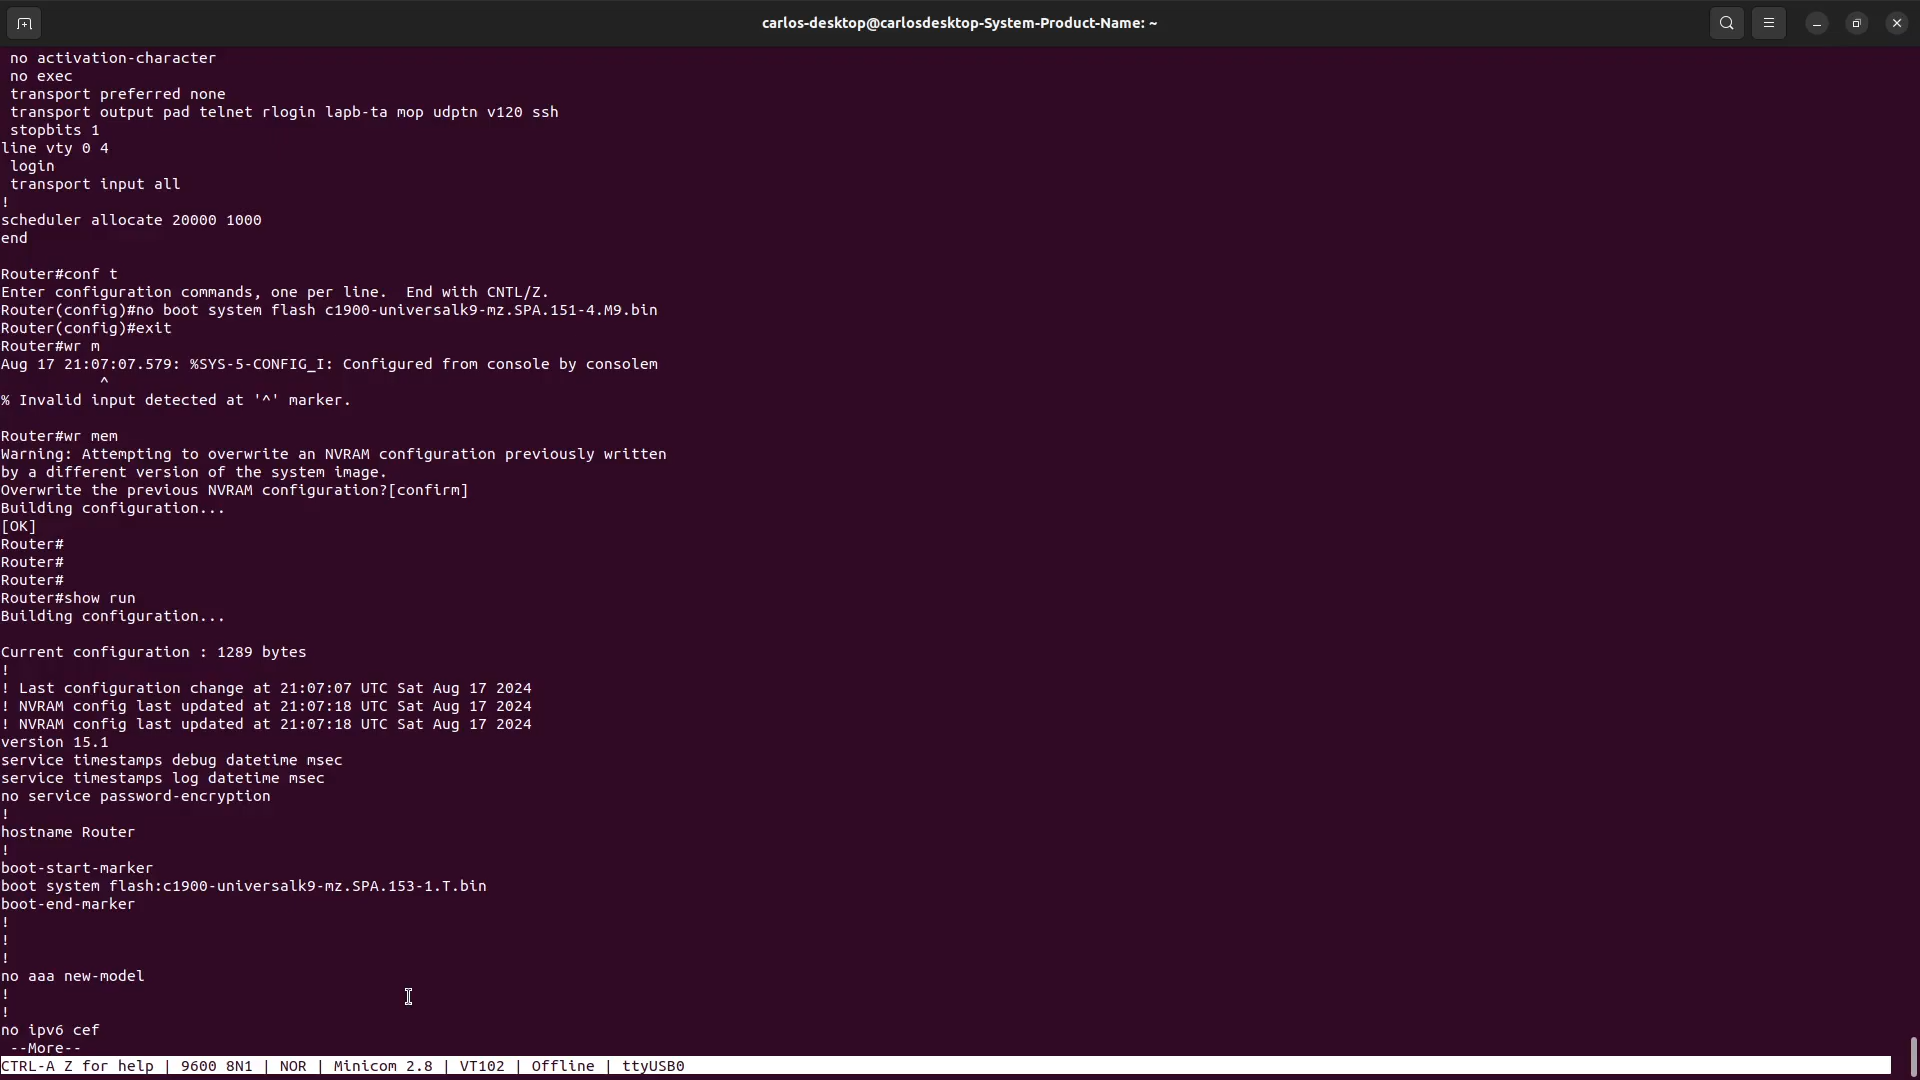 carlos-desktop@carlosdesktop-System-Product-Name: ~
 no activation-character
 no exec
 transport preferred none
 transport output pad telnet rlogin lapb-ta mop udptn v120 ssh
 stopbits 1
line vty 0 4
 login
 transport input all
!
scheduler allocate 20000 1000
end

Router#conf t
Enter configuration commands, one per line.  End with CNTL/Z.
Router(config)#no boot system flash c1900-universalk9-mz.SPA.151-4.M9.bin
Router(config)#exit
Router#wr m
Aug 17 21:07:07.579: %SYS-5-CONFIG_I: Configured from console by consolem
           ^
% Invalid input detected at '^' marker.

Router#wr mem
Warning: Attempting to overwrite an NVRAM configuration previously written
by a different version of the system image.
Overwrite the previous NVRAM configuration?[confirm]
Building configuration...
[OK]
Router#
Router#
Router#
Router#show run
Building configuration...

Current configuration : 1289 bytes
!
! Last configuration change at 21:07:07 UTC Sat Aug 17 2024
! NVRAM config last updated at 21:07:18 UTC Sat Aug 17 2024
! NVRAM config last updated at 21:07:18 UTC Sat Aug 17 2024
version 15.1
service timestamps debug datetime msec
service timestamps log datetime msec
no service password-encryption
!
hostname Router
!
boot-start-marker
boot system flash:c1900-universalk9-mz.SPA.153-1.T.bin
boot-end-marker
!
!
!
no aaa new-model
!
!
no ipv6 cef
 --More--
CTRL-A Z for help | 9600 8N1 | NOR | Minicom 2.8 | VT102 | Offline | ttyUSB0